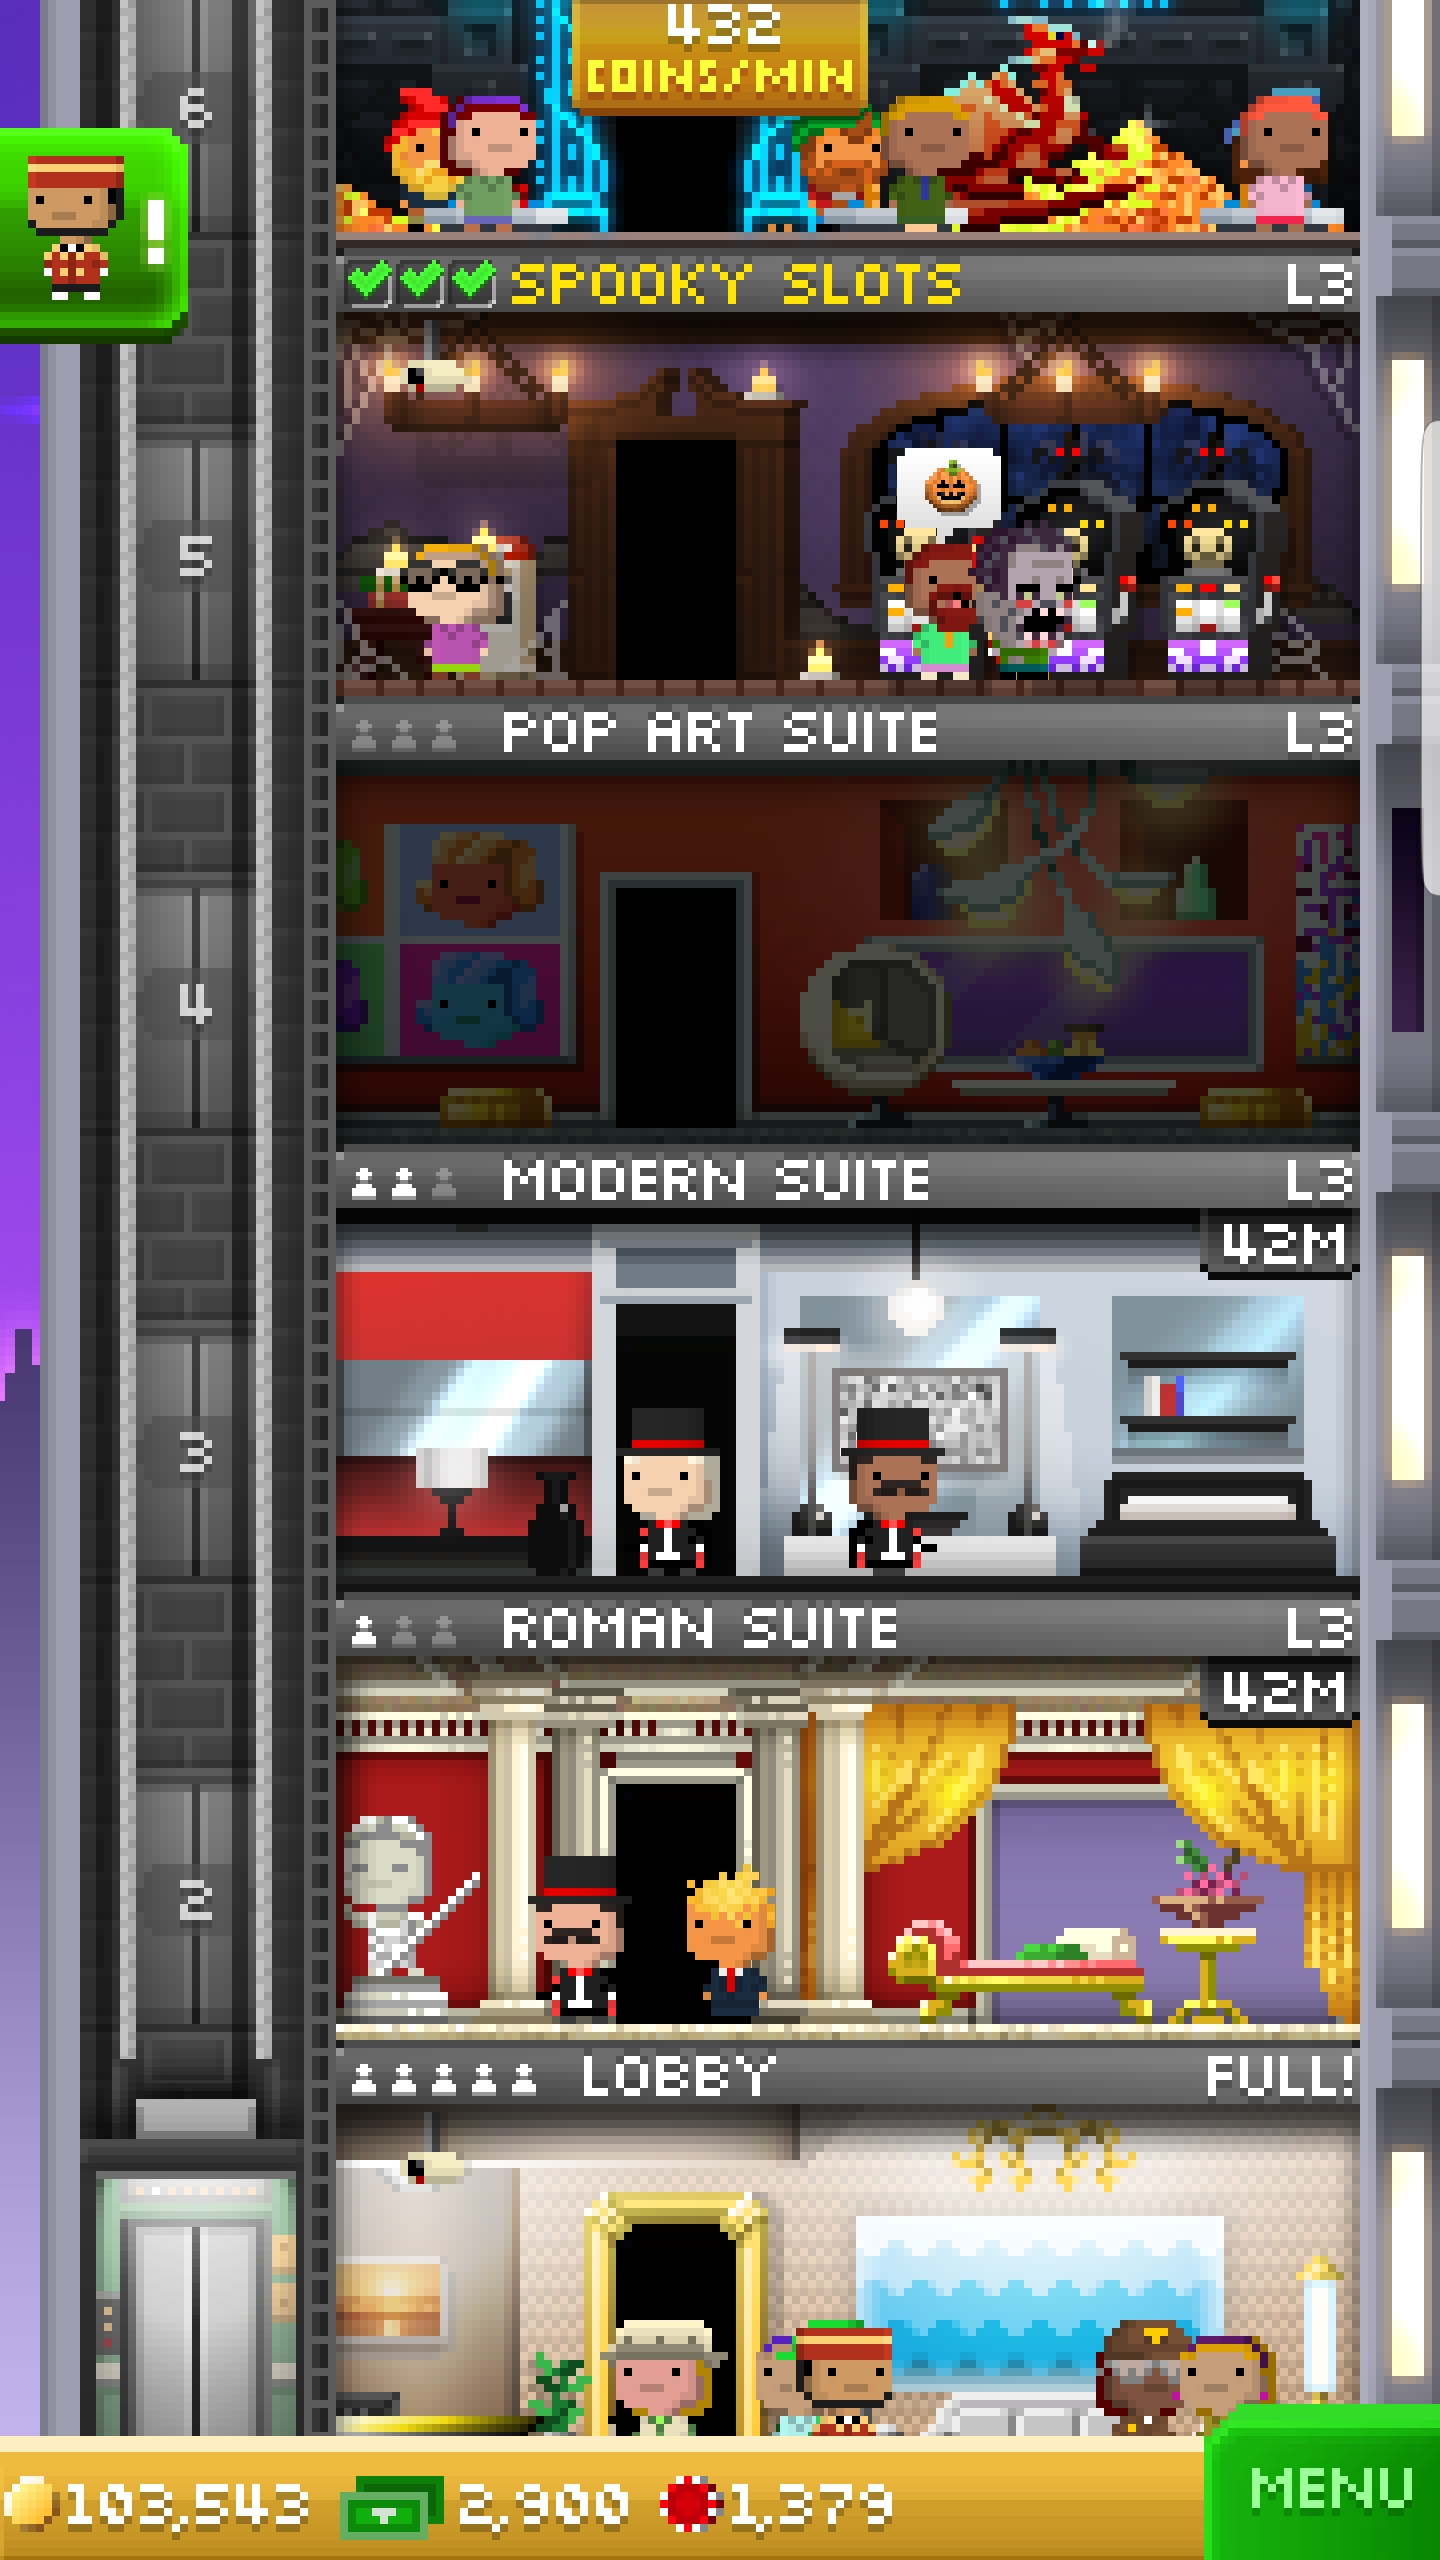 432
COINS/MIN
6
!
SPOOKY SLOTS L3
5
POP ART SUITE L3
4
MODERN SUITE L3
42M
3
ROMAN SUITE L3
42M
2
LOBBY FULL!
103,543 2,900 1,379 MENU